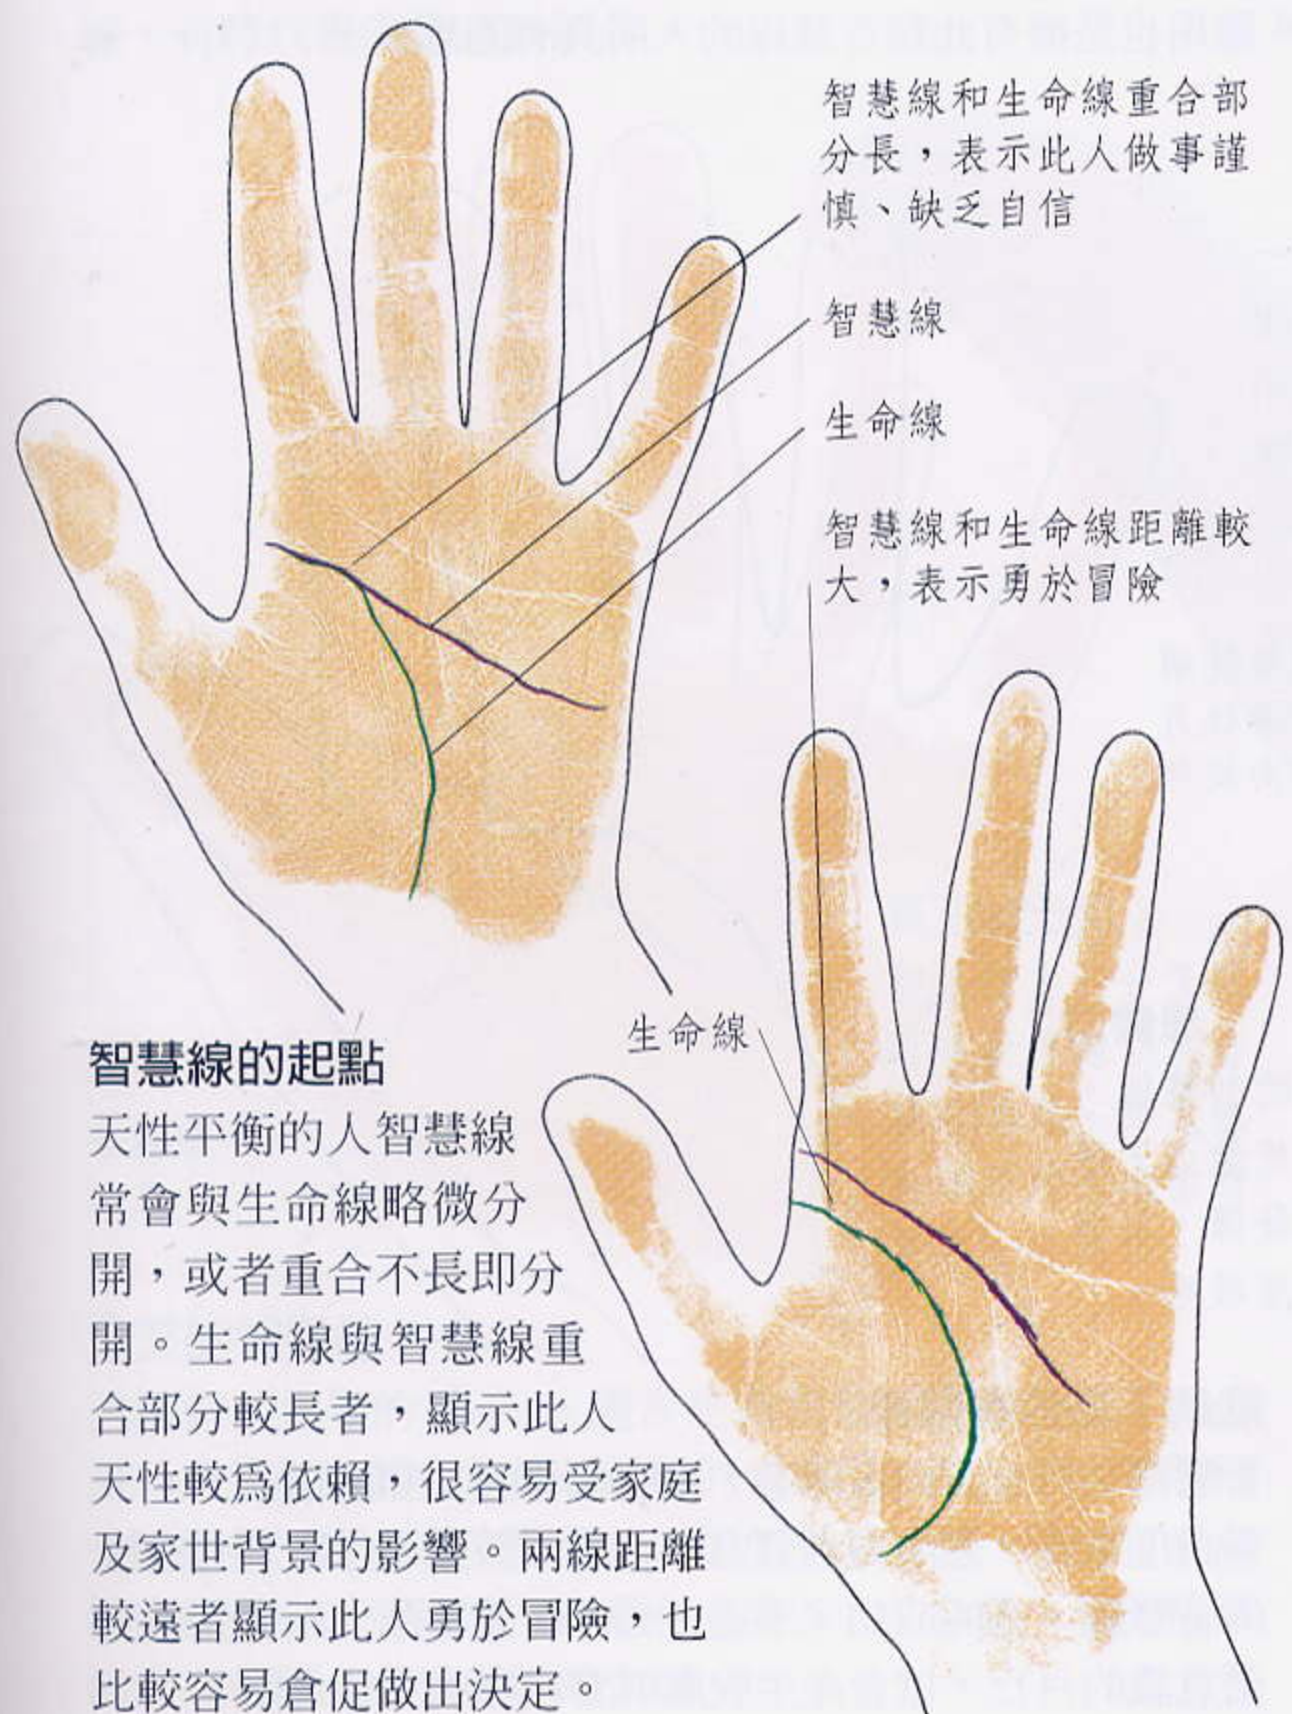 智慧線和生命線重合部
分長，表示此人做事謹
慎、缺乏自信
智慧線
生命線
智慧線和生命線距離較
大，表示勇於冒險
生命線
智慧線的起點
天性平衡的人智慧線
常會與生命線略微分
開，或者重合不長即分
開。生命線與智慧線重
合部分較長者，顯示此人
天性較爲依賴，很容易受家庭
及家世背景的影響。兩線距離
較遠者顯示此人勇於冒險，也
比較容易倉促做出決定。